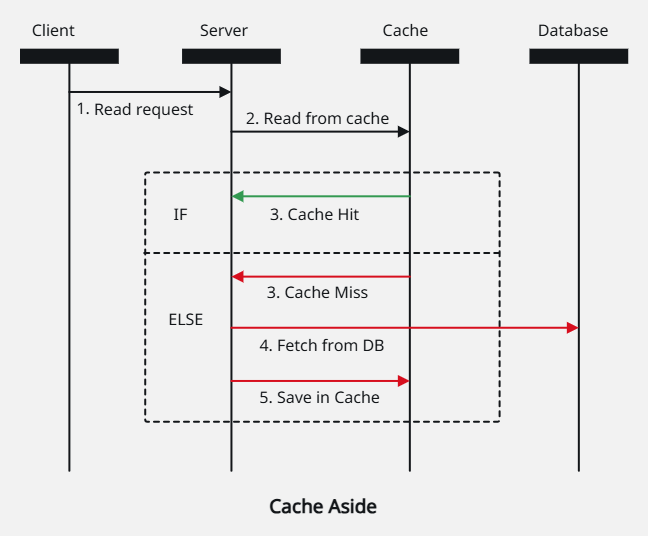 Client
Server
Cache
Database
1. Read request
2. Read from cache
IF
3. Cache Hit
3. Cache Miss
ELSE
4. Fetch from DB
5. Save in Cache
Cache Aside